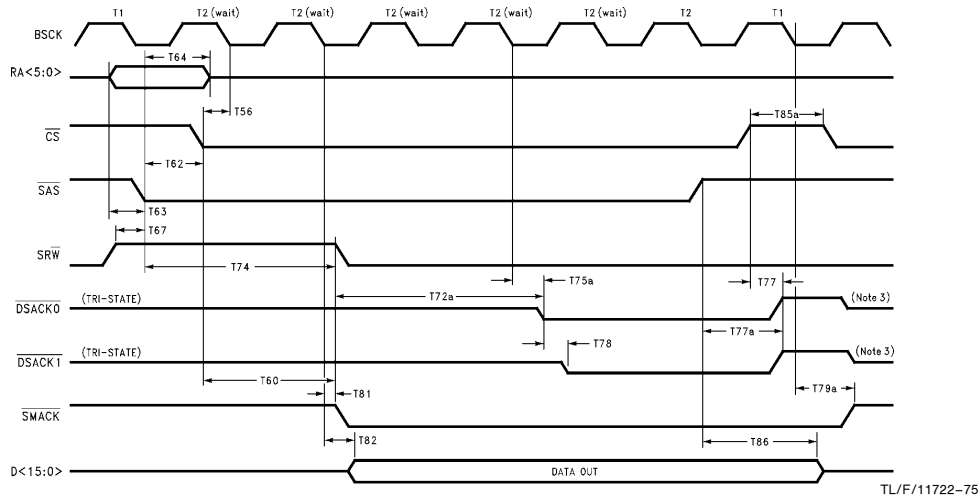 T1 T2 (wait) T2 (wait) T2 (wait) T2 (wait) T2 (wait) T2 T1
BSCK
T64
RA<5:0>
T56
CS T85a
T62
SAS
T63
T67
SRW
T74
T75a T77
T72a
DSACK0 (TRI-STATE) (Note 3)
T78 T77a
DSACK1 (TRI-STATE) (Note 3)
T60
T81 T79a
SMACK
T82 T86
D<15:0> DATA OUT
TL/F/11722–75